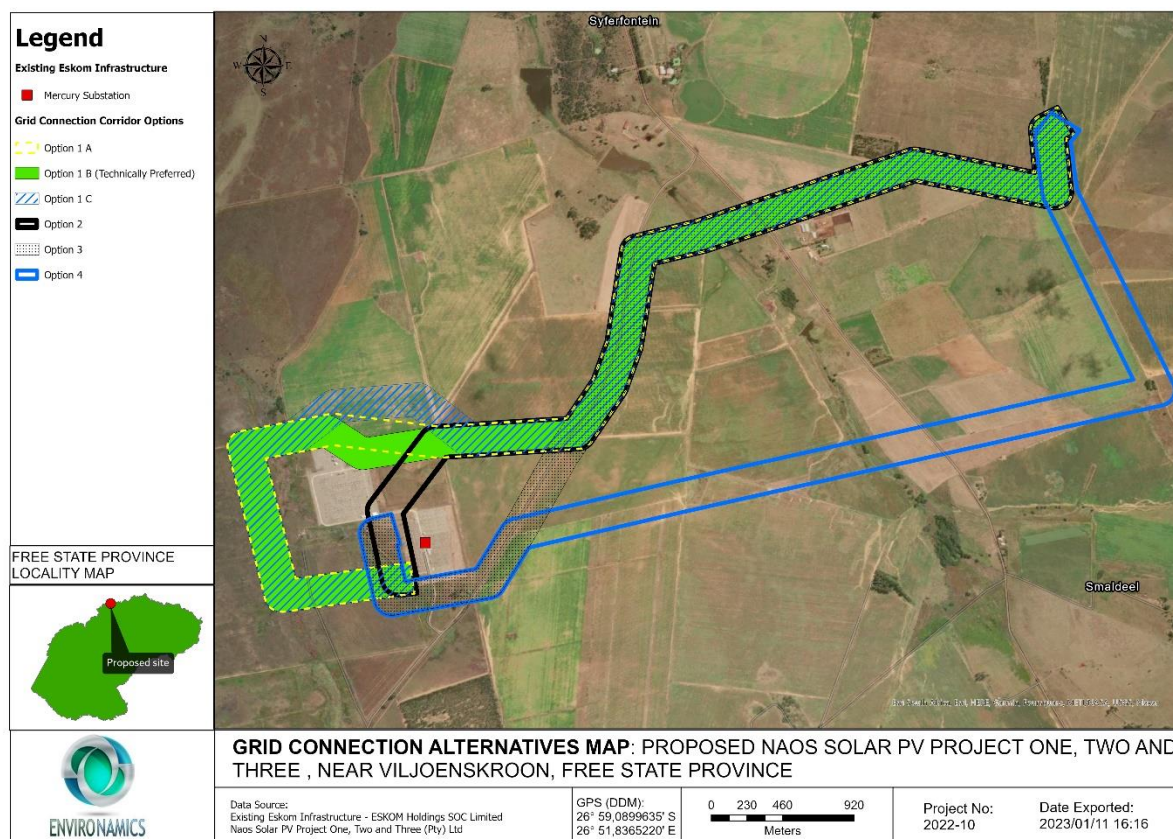 Legend
Existing Eskom Infrastructure
Mercury Substation
Grid Connection Corridor Options
Option 1 A
Option 1 B (Technically Preferred)
Option 1 C
Option 2
Option 3
Option 4
FREE STATE PROVINCE
LOCALITY MAP
Proposed site
ENVIRONAMICS
N
W
S
Syferfontein
Smaldeel
GRID CONNECTION ALTERNATIVES MAP: PROPOSED NAOS SOLAR PV PROJECT ONE, TWO AND
THREE , NEAR VILJOENSKROON, FREE STATE PROVINCE
Data Source:
Existing Eskom Infrastructure - ESKOM Holdings SOC Limited
Naos Solar PV Project One, Two and Three (Pty) Ltd
GPS (DDM):
26° 59,0899635' S
26° 51,8365220' E
0 230 460 920
Meters
Project No:
2022-10
Date Exported:
2023/01/11 16:16